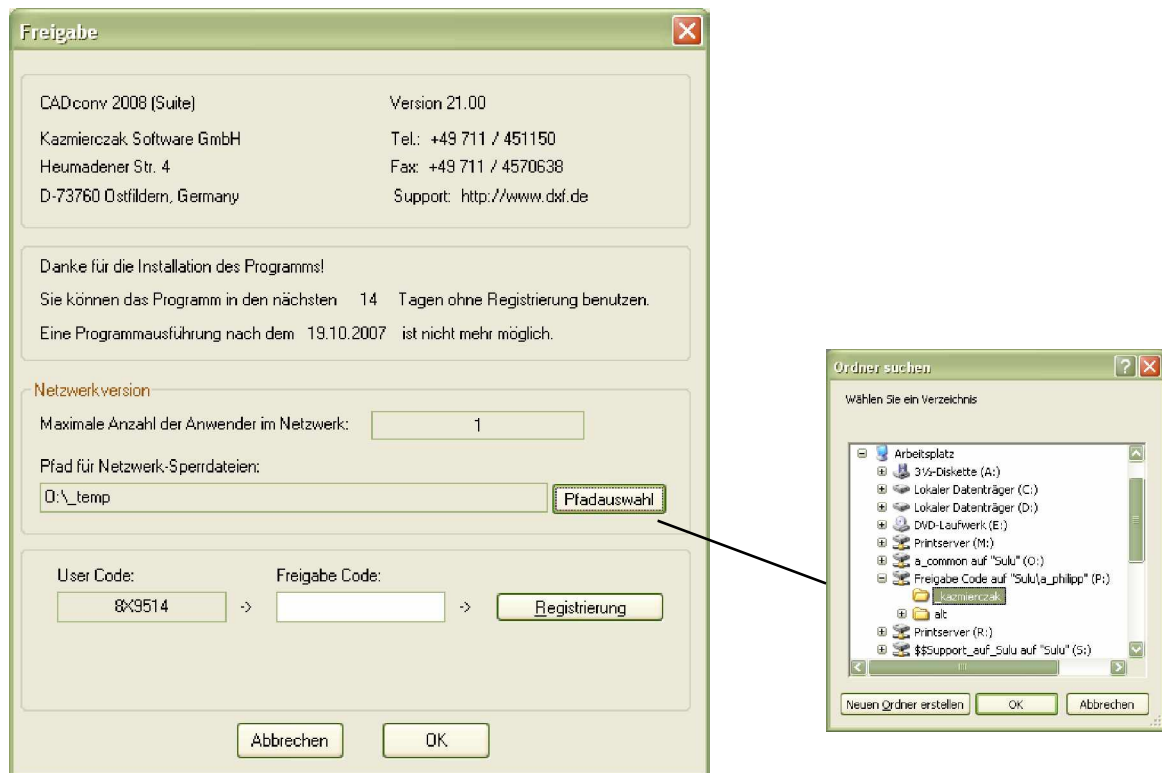 Freigabe
CADconv 2008 (Suite) Version 21.00
Kazmierczak Software GmbH Tel.: +49 711 / 451150
Heumadener Str. 4 Fax: +49 711 / 4570638
D-73760 Ostfildern, Germany Support: http://www.dxf.de
Danke für die Installation des Programms!
Sie können das Programm in den nächsten 14 Tagen ohne Registrierung benutzen.
Eine Programmausführung nach dem 19.10.2007 ist nicht mehr möglich.
Netzwerkversion
Maximale Anzahl der Anwender im Netzwerk: 1
Pfad für Netzwerk-Sperrdateien:
O:\_temp Pfadauswahl
User Code: Freigabe Code:
8X9514 -> -> Registrierung
Abbrechen OK
Ordner suchen
Wählen Sie ein Verzeichnis
Arbeitsplatz
3½-Diskette (A:)
Lokaler Datenträger (C:)
Lokaler Datenträger (D:)
DVD-Laufwerk (E:)
Printserver (M:)
a_common auf "Sulu" (O:)
Freigabe Code auf "Sulu\a_philipp" (P:)
kazmierczak
alt
Printserver (R:)
$$Support_auf_Sulu auf "Sulu" (S:)
Neuen Ordner erstellen OK Abbrechen